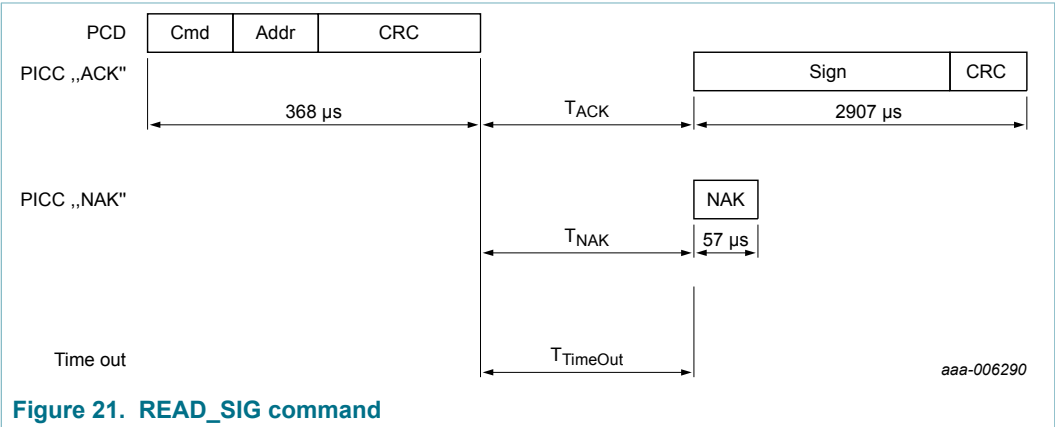 PCD Cmd Addr CRC
PICC ,,ACK" Sign CRC
368 µs TACK 2907 µs
PICC ,,NAK" NAK
TNAK 57 µs
Time out TTimeOut aaa-006290
Figure 21. READ_SIG command